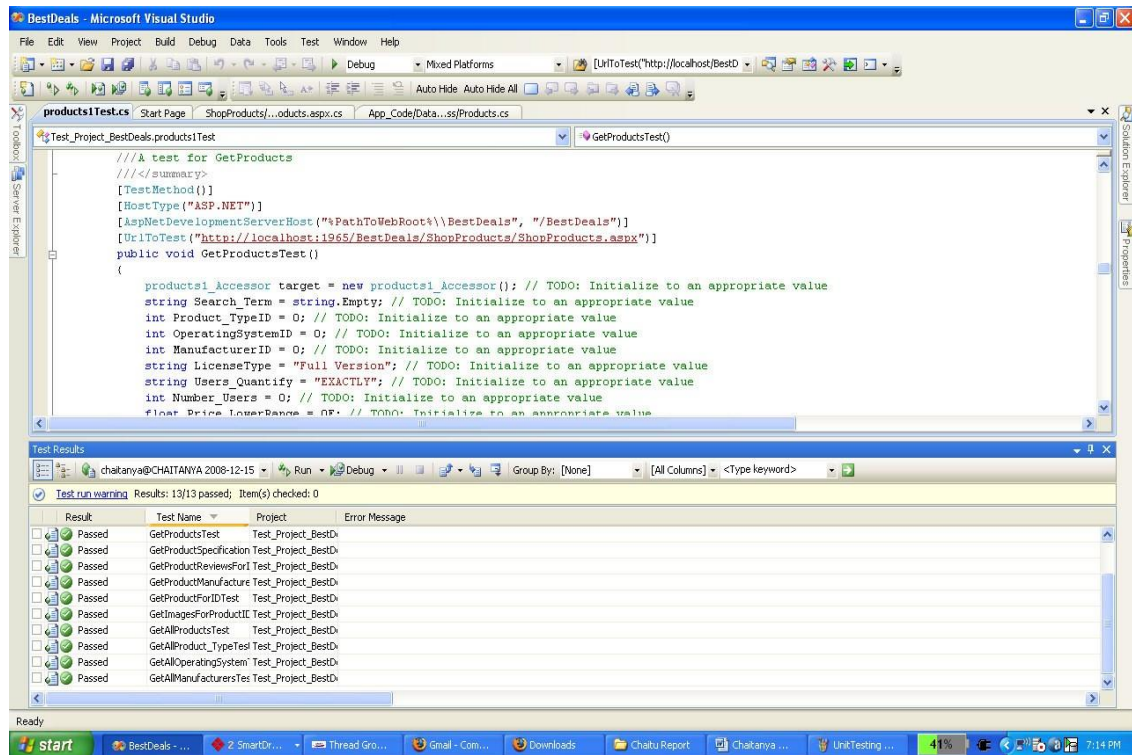 BestDeals - Microsoft Visual Studio
File Edit View Project Build Debug Data Tools Test Window Help
Debug Mixed Platforms [UrlToTest("http://localhost/BestD
Auto Hide Auto Hide All
products1Test.cs Start Page ShopProducts/...oducts.aspx.cs App_Code/Data...ss/Products.cs
Toolbox
Server Explorer
Solution Explorer
Properties
Test_Project_BestDeals.products1Test GetProductsTest()
///A test for GetProducts
///</summary>
[TestMethod()]
[HostType("ASP.NET")]
[AspNetDevelopmentServerHost("%PathToWebRoot%\\BestDeals", "/BestDeals")]
[UrlToTest("http://localhost:1965/BestDeals/ShopProducts/ShopProducts.aspx")]
public void GetProductsTest()
{
products1_Accessor target = new products1_Accessor(); // TODO: Initialize to an appropriate value
string Search_Term = string.Empty; // TODO: Initialize to an appropriate value
int Product_TypeID = 0; // TODO: Initialize to an appropriate value
int OperatingSystemID = 0; // TODO: Initialize to an appropriate value
int ManufacturerID = 0; // TODO: Initialize to an appropriate value
string LicenseType = "Full Version"; // TODO: Initialize to an appropriate value
string Users_Quantify = "EXACTLY"; // TODO: Initialize to an appropriate value
int Number_Users = 0; // TODO: Initialize to an appropriate value
float Price_LowerRange = 0F; // TODO: Initialize to an appropriate value
Test Results
chaitanya@CHAITANYA 2008-12-15 Run Debug Group By: [None] [All Columns] <Type keyword>
Test run warning Results: 13/13 passed; Item(s) checked: 0
Result Test Name Project Error Message
Passed GetProductsTest Test_Project_BestD
Passed GetProductSpecification Test_Project_BestD
Passed GetProductReviewsForI Test_Project_BestD
Passed GetProductManufacture Test_Project_BestD
Passed GetProductForIDTest Test_Project_BestD
Passed GetImagesForProductID Test_Project_BestD
Passed GetAllProductsTest Test_Project_BestD
Passed GetAllProduct_TypeTes Test_Project_BestD
Passed GetAllOperatingSystem Test_Project_BestD
Passed GetAllManufacturersTes Test_Project_BestD
Ready
start BestDeals - ... 2 SmartDr... Thread Gro... Gmail - Com... Downloads Chaitu Report Chaitanya ... UnitTesting ... 41% 7:14 PM